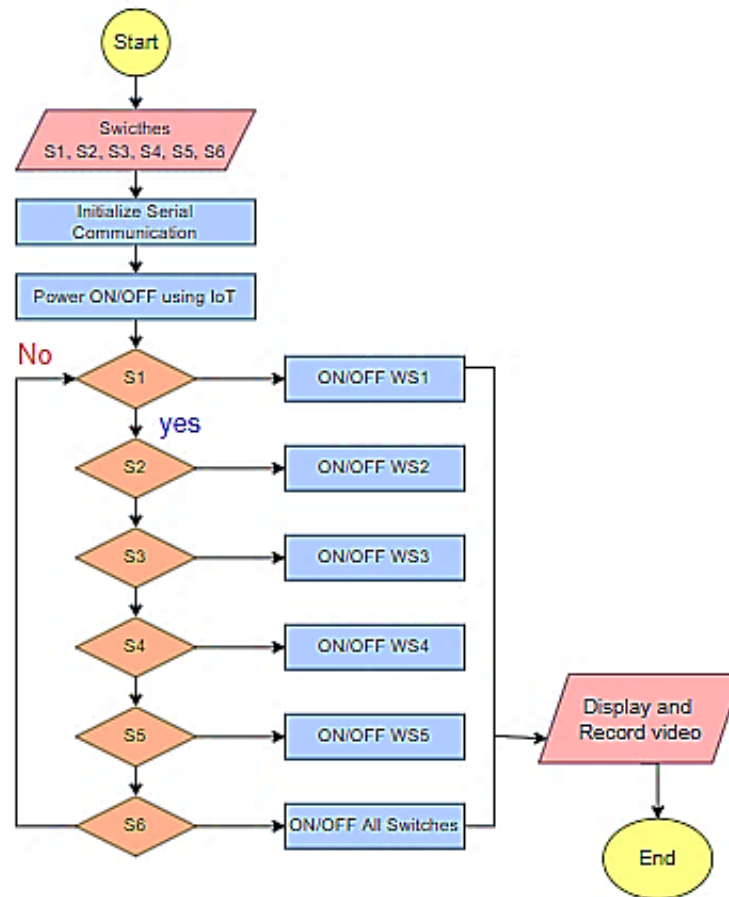 Start
Swicthes
S1, S2, S3, S4, S5, S6
Initialize Serial
Communication
Power ON/OFF using IoT
No
S1
ON/OFF WS1
yes
S2
ON/OFF WS2
S3
ON/OFF WS3
S4
ON/OFF WS4
S5
ON/OFF WS5
S6
ON/OFF All Switches
Display and
Record video
End